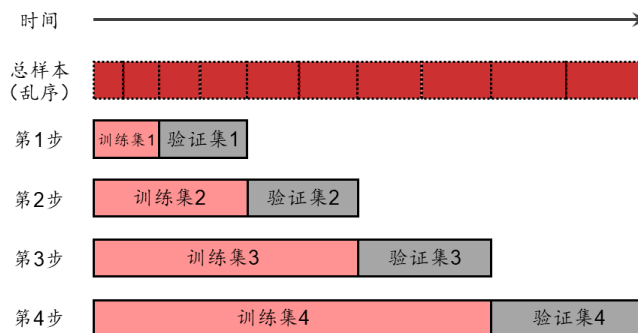 时间
总样本
（乱序）
第1步
训练集1 验证集1
第2步
训练集2 验证集2
第3步
训练集3 验证集3
第4步
训练集4 验证集4